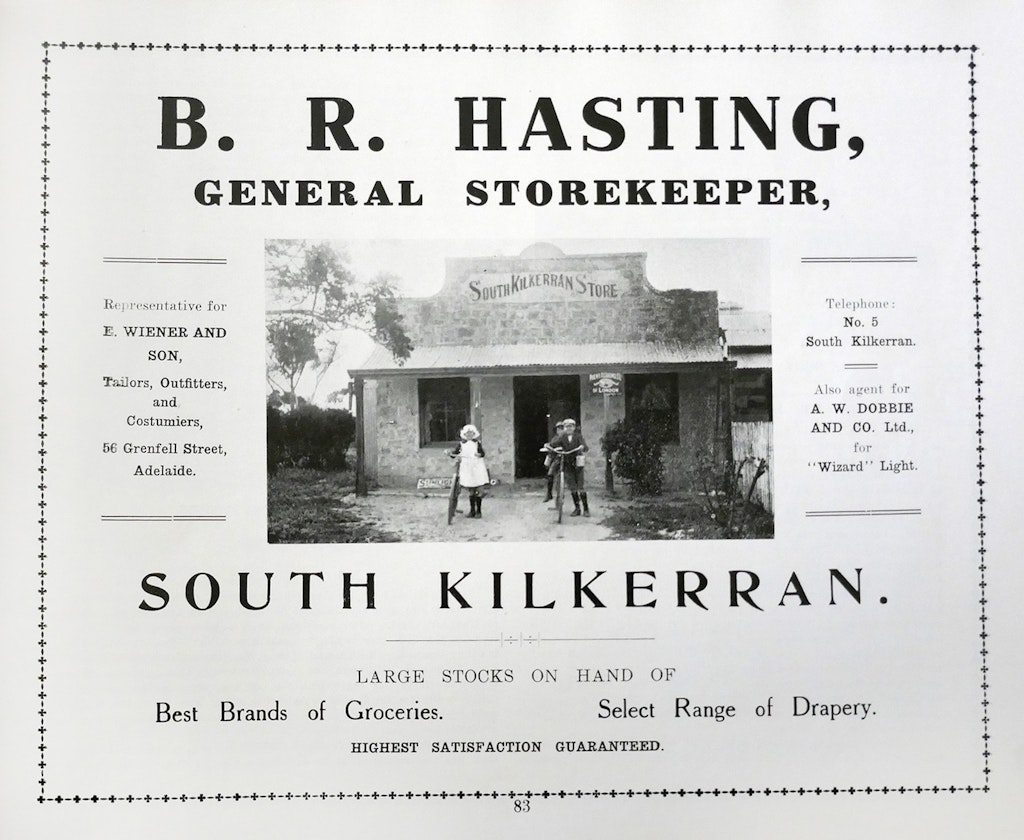 B. R. HASTING,
GENERAL STOREKEEPER,
Representative for
E. WIENER AND
SON,
Tailors, Outfitters,
and
Costumiers,
56 Grenfell Street,
Adelaide.
SOUTH KILKERRAN STORE
OF LONDON
Telephone:
No. 5
South Kilkerran.
Also agent for
A. W. DOBBIE
AND CO. Ltd.,
for
"Wizard" Light.
SOUTH KILKERRAN.
LARGE STOCKS ON HAND OF
Best Brands of Groceries.
Select Range of Drapery.
HIGHEST SATISFACTION GUARANTEED.
83